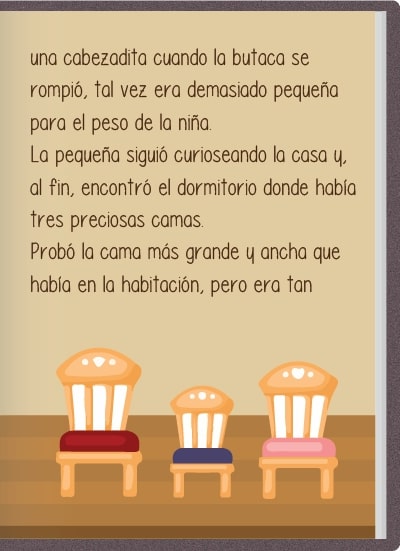 una cabezadita cuando la butaca se
rompió, tal vez era demasiado pequeña
para el peso de la niña.
La pequeña siguió curioseando la casa y,
al fin, encontró el dormitorio donde había
tres preciosas camas.
Probó la cama más grande y ancha que
había en la habitación, pero era tan